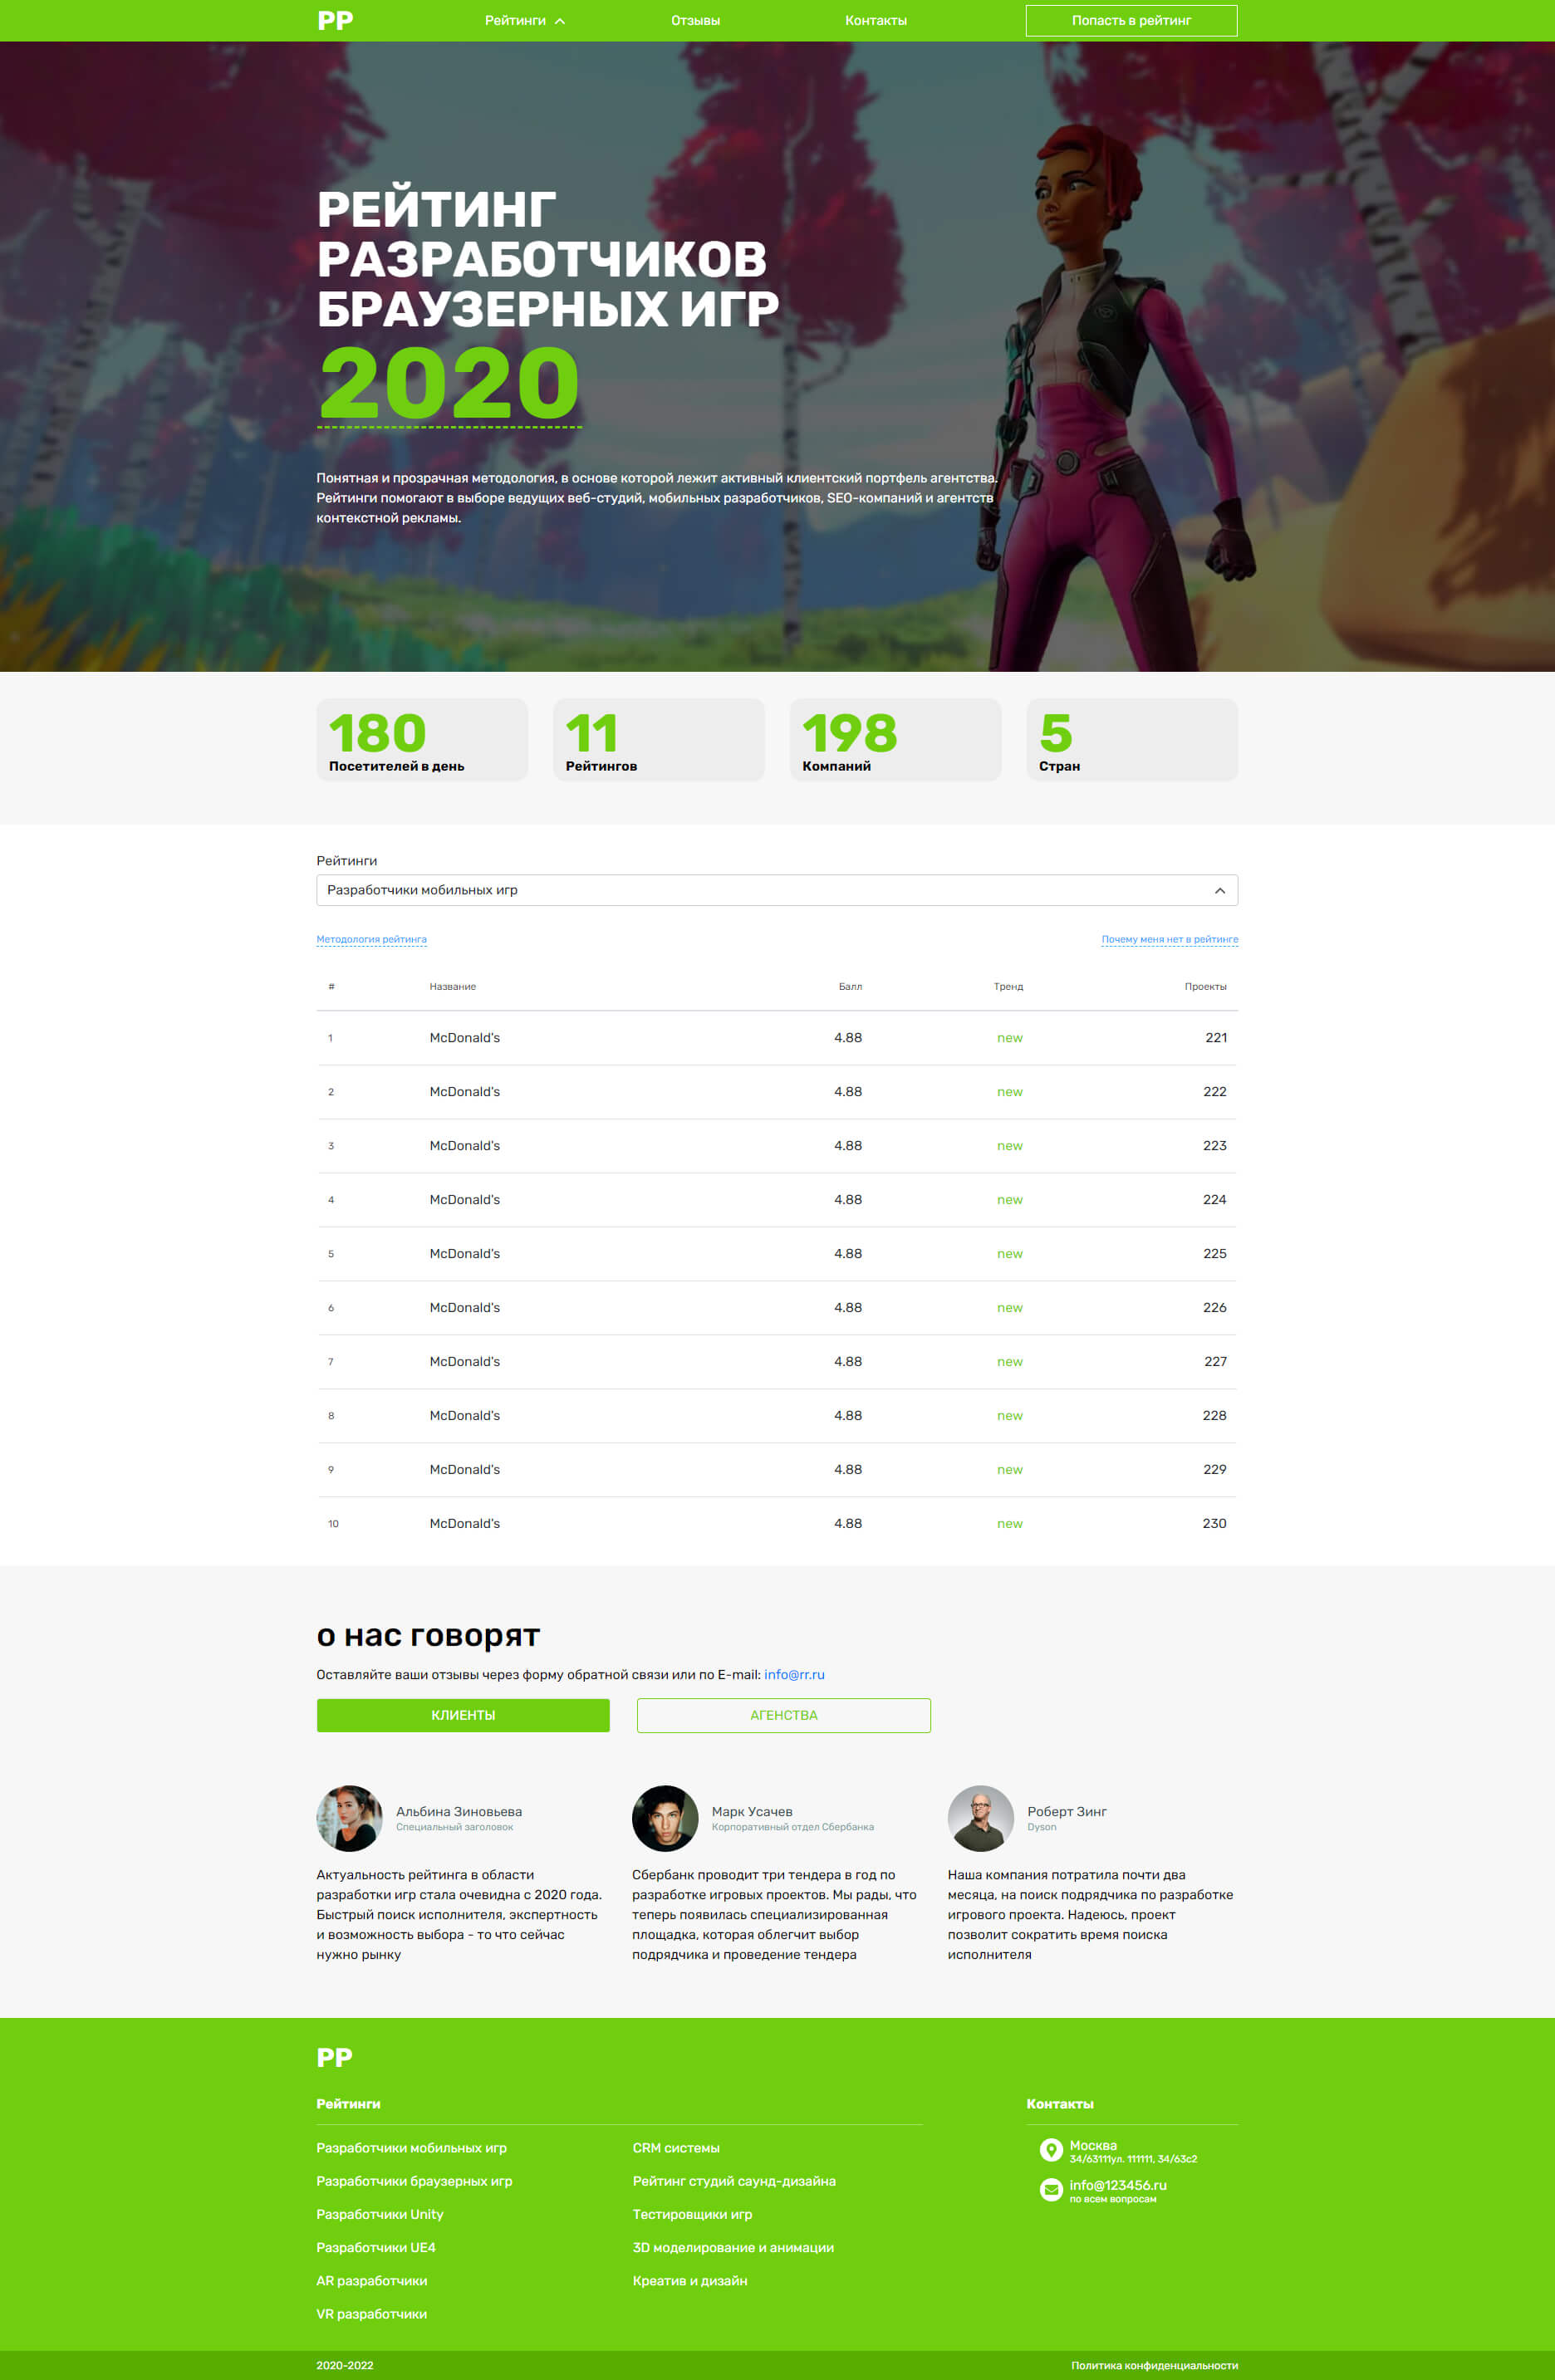 РР
Рейтинги
Отзывы
Контакты
Попасть в рейтинг
РЕЙТИНГ
РАЗРАБОТЧИКОВ
БРАУЗЕРНЫХ ИГР
2020
Понятная и прозрачная методология, в основе которой лежит активный клиентский портфель агентства.
Рейтинги помогают в выборе ведущих веб-студий, мобильных разработчиков, SEO-компаний и агентств
контекстной рекламы.
180
Посетителей в день
11
Рейтингов
198
Компаний
5
Стран
Рейтинги
Разработчики мобильных игр
Методология рейтинга
Почему меня нет в рейтинге
# Название Балл Тренд Проекты
1 McDonald's 4.88 new 221
2 McDonald's 4.88 new 222
3 McDonald's 4.88 new 223
4 McDonald's 4.88 new 224
5 McDonald's 4.88 new 225
6 McDonald's 4.88 new 226
7 McDonald's 4.88 new 227
8 McDonald's 4.88 new 228
9 McDonald's 4.88 new 229
10 McDonald's 4.88 new 230
о нас говорят
Оставляйте ваши отзывы через форму обратной связи или по E-mail: info@rr.ru
КЛИЕНТЫ
АГЕНСТВА
Альбина Зиновьева
Специальный заголовок
Актуальность рейтинга в области
разработки игр стала очевидна с 2020 года.
Быстрый поиск исполнителя, экспертность
и возможность выбора - то что сейчас
нужно рынку
Марк Усачев
Корпоративный отдел Сбербанка
Сбербанк проводит три тендера в год по
разработке игровых проектов. Мы рады, что
теперь появилась специализированная
площадка, которая облегчит выбор
подрядчика и проведение тендера
Роберт Зинг
Dyson
Наша компания потратила почти два
месяца, на поиск подрядчика по разработке
игрового проекта. Надеюсь, проект
позволит сократить время поиска
исполнителя
РР
Рейтинги
Разработчики мобильных игр
Разработчики браузерных игр
Разработчики Unity
Разработчики UE4
AR разработчики
VR разработчики
CRM системы
Рейтинг студий саунд-дизайна
Тестировщики игр
3D моделирование и анимации
Креатив и дизайн
Контакты
Москва
34/63111ул. 111111, 34/63с2
info@123456.ru
по всем вопросам
2020-2022
Политика конфиденциальности